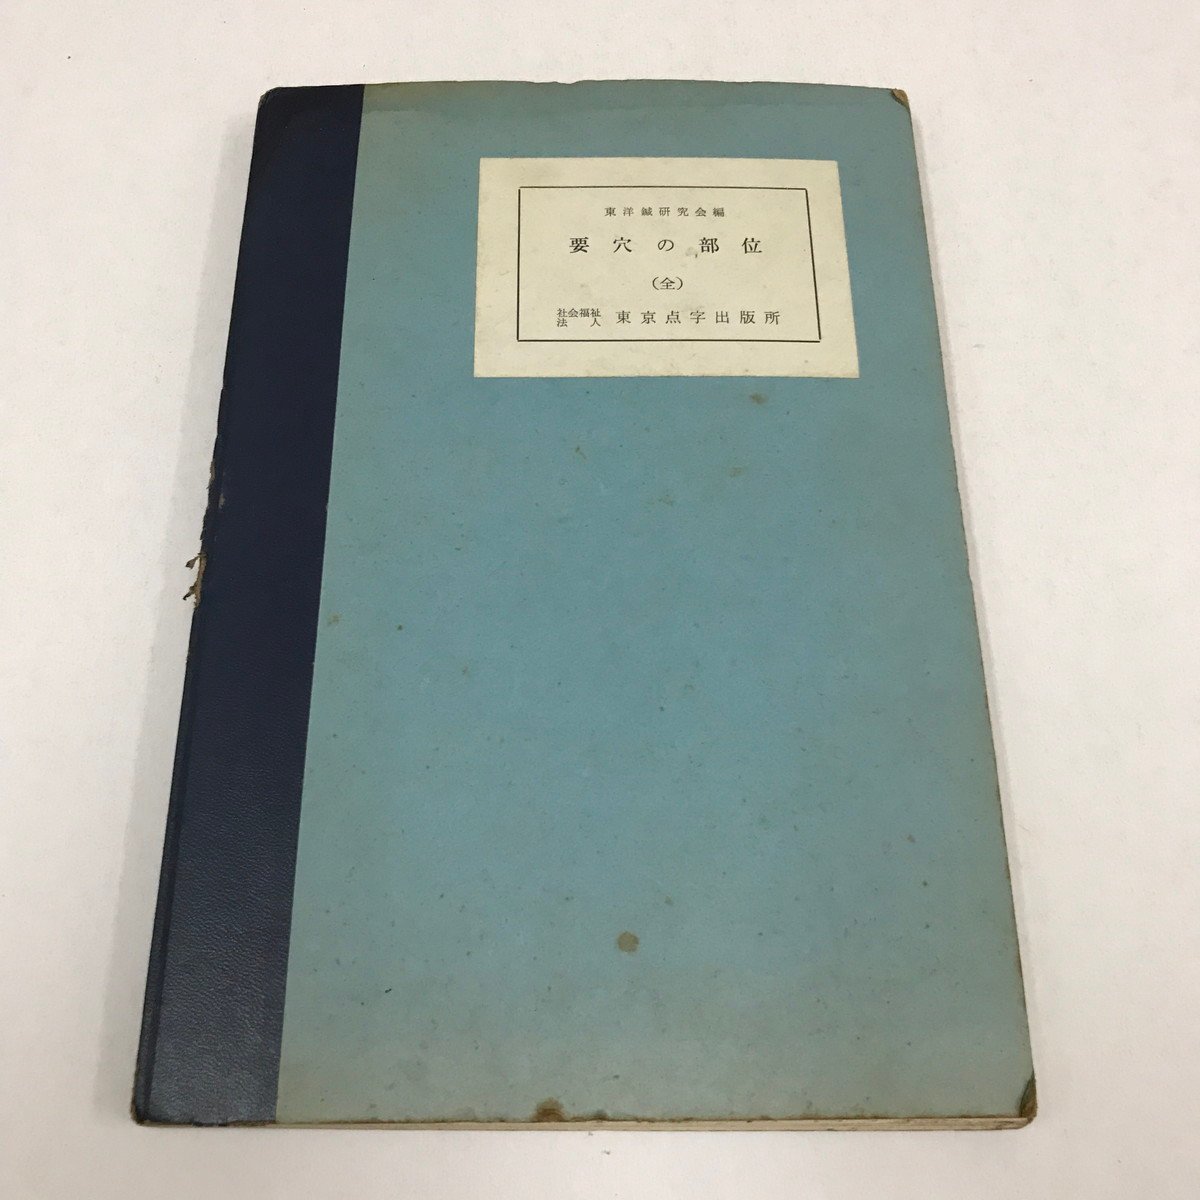 東洋鍼研究会編
要穴の部位
（全）
社会福祉法人 東京点字出版所